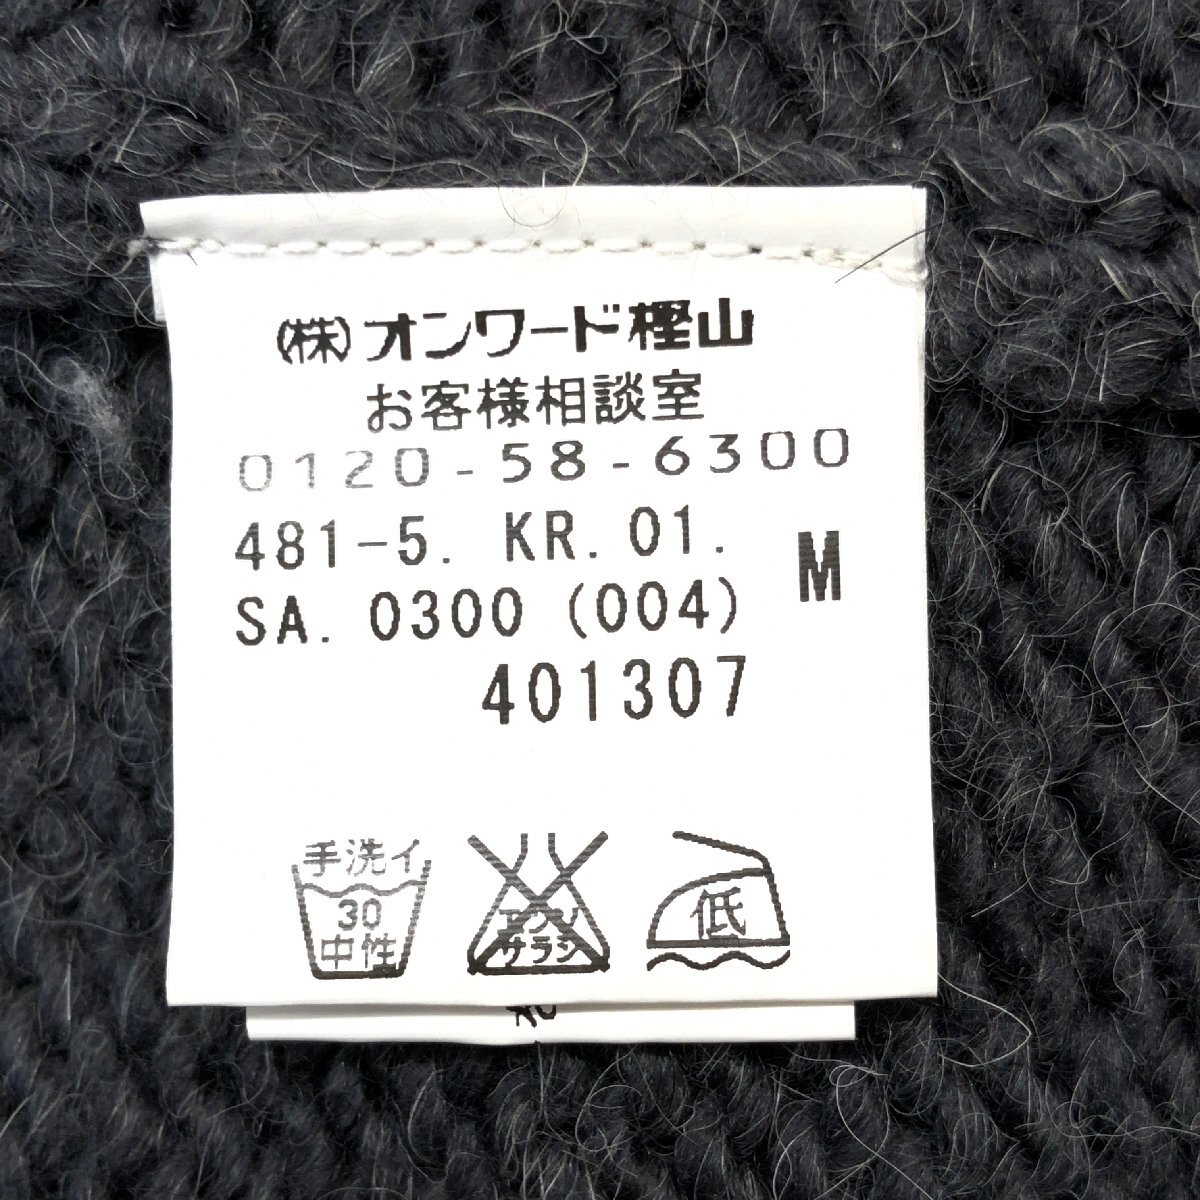 (株)オンワード樫山
お客様相談室
0120-58-6300
481-5. KR. 01.
SA. 0300 (004)
M
401307
手洗イ
30
中性
エンソ
サラシ
低